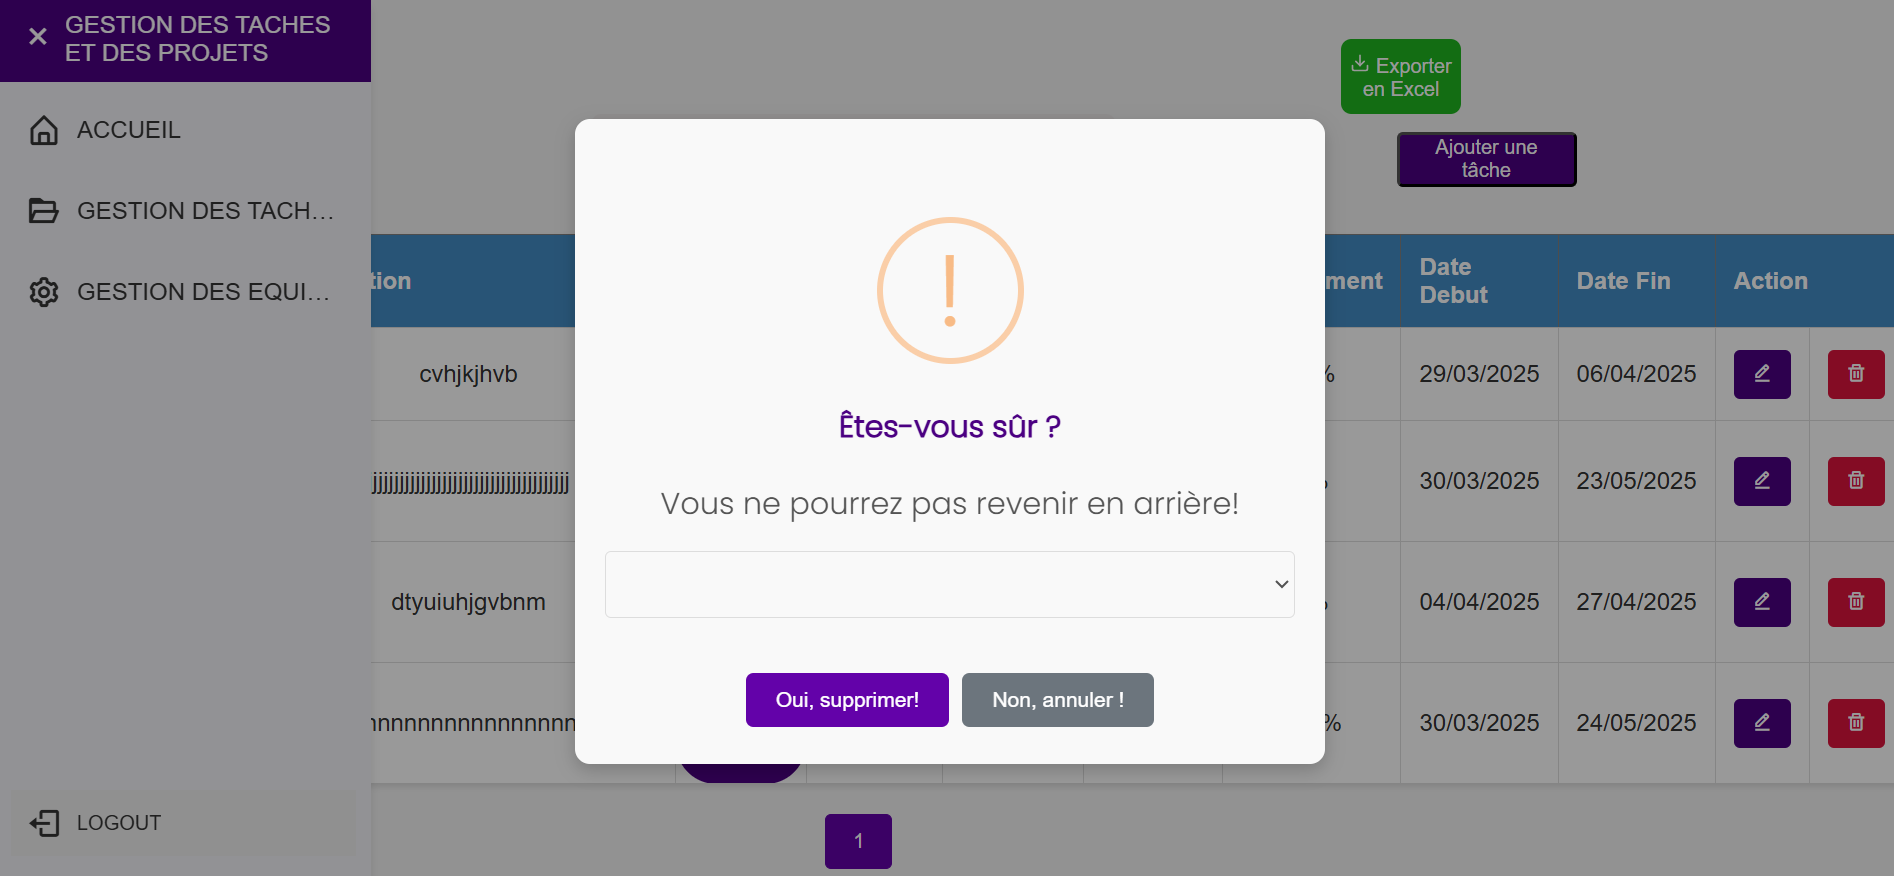 GESTION DES TACHES
ET DES PROJETS
ACCUEIL
GESTION DES TACH...
GESTION DES EQUI...
LOGOUT
Exporter
en Excel
Ajouter une
tâche
tion
ment
Date
Debut
Date Fin
Action
cvhjkjhvb
%
29/03/2025
06/04/2025
30/03/2025
23/05/2025
dtyuiuhjgvbnm
04/04/2025
27/04/2025
%
30/03/2025
24/05/2025
Êtes-vous sûr ?
Vous ne pourrez pas revenir en arrière!
Oui, supprimer!
Non, annuler !
1